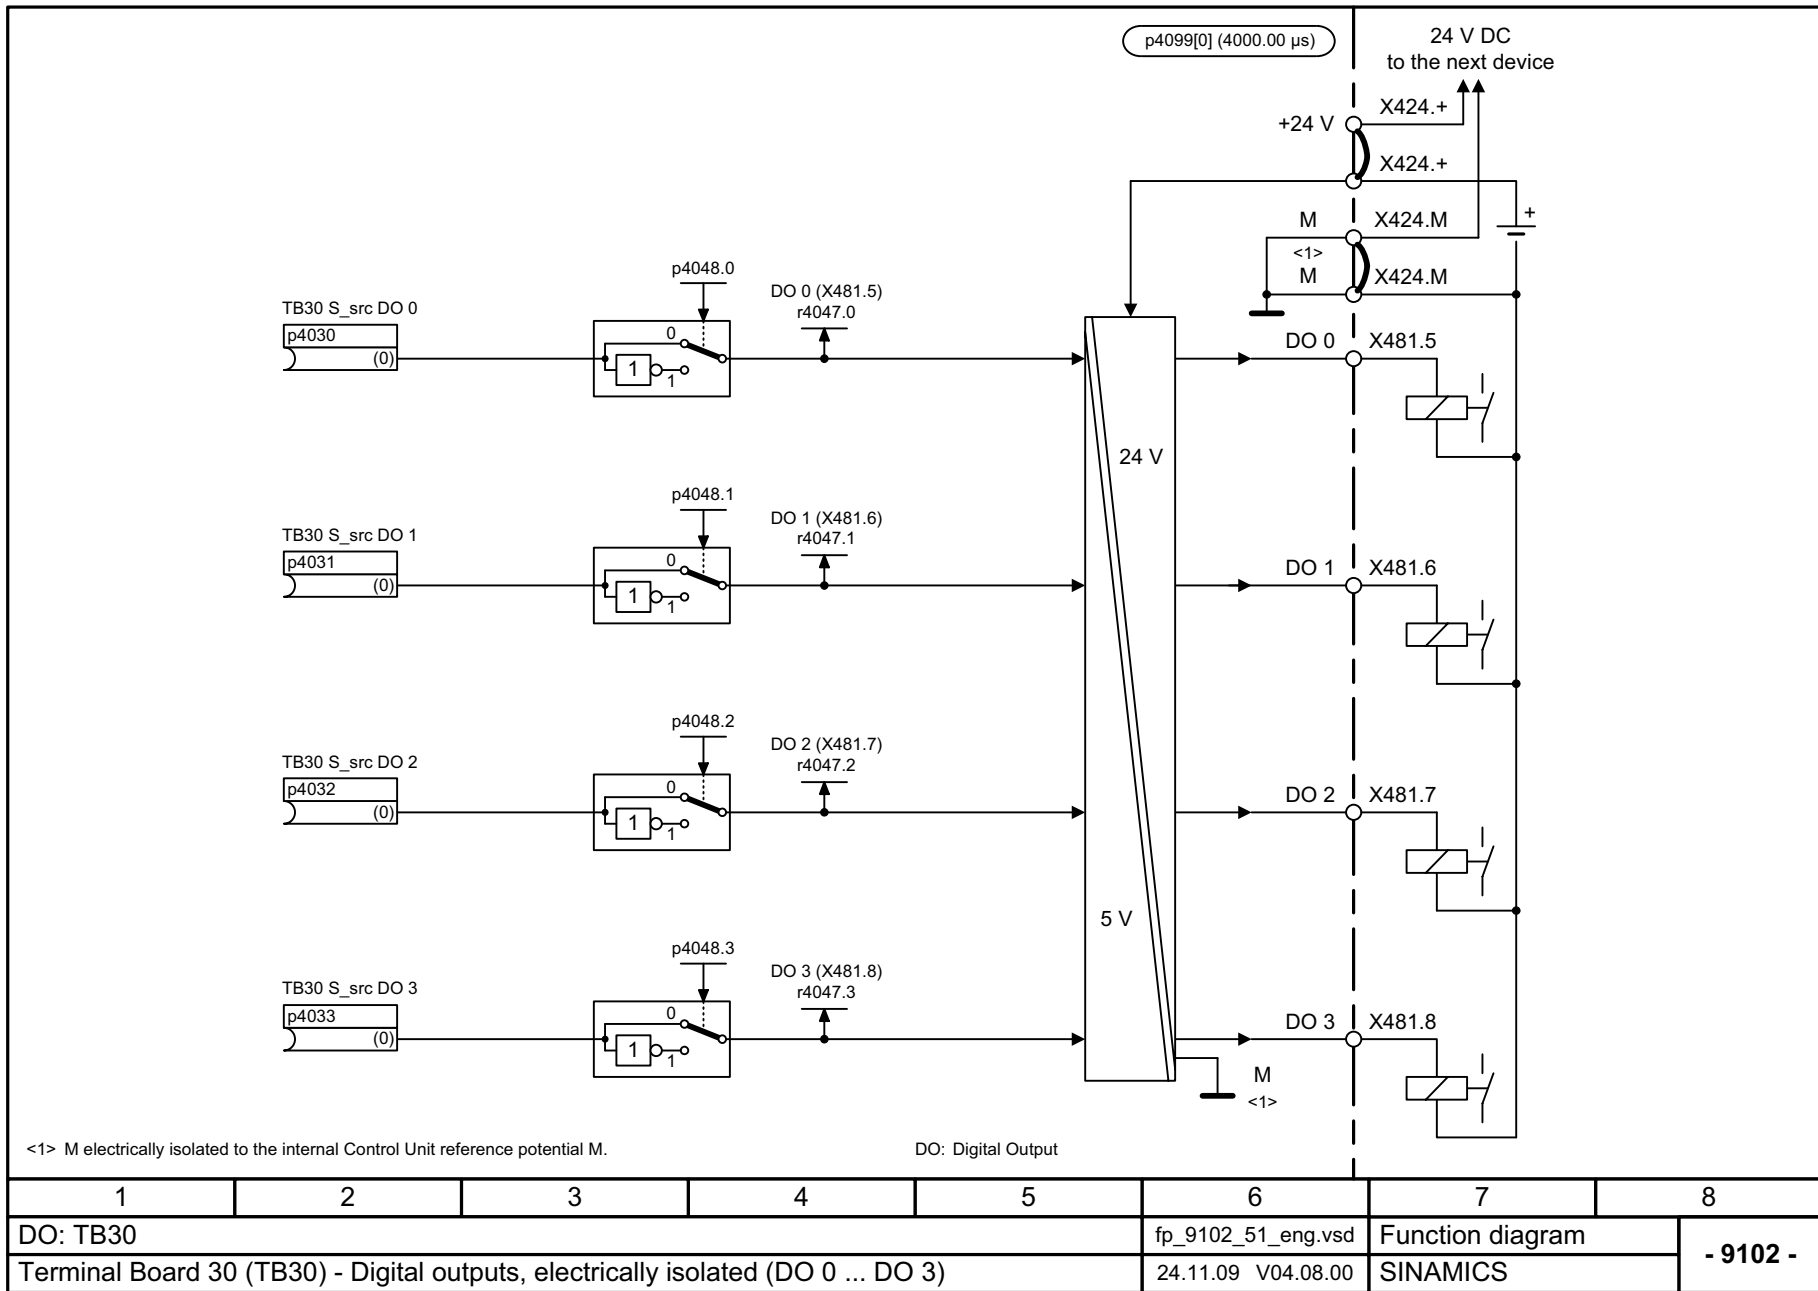 p4099[0] (4000.00 µs)
24 V DC
to the next device
X424.+
+24 V
X424.+
+
M
X424.M
<1>
M
X424.M
p4048.0
DO 0 (X481.5)
r4047.0
TB30 S_src DO 0
p4030
(0)
0
1
1
DO 0
X481.5
24 V
p4048.1
DO 1 (X481.6)
r4047.1
TB30 S_src DO 1
p4031
(0)
0
1
1
DO 1
X481.6
p4048.2
DO 2 (X481.7)
r4047.2
TB30 S_src DO 2
p4032
(0)
0
1
1
DO 2
X481.7
5 V
p4048.3
DO 3 (X481.8)
r4047.3
TB30 S_src DO 3
p4033
(0)
0
1
1
DO 3
X481.8
M
<1>
<1> M electrically isolated to the internal Control Unit reference potential M.
DO: Digital Output
1 2 3 4 5 6 7 8
DO: TB30
fp_9102_51_eng.vsd
Function diagram
- 9102 -
Terminal Board 30 (TB30) - Digital outputs, electrically isolated (DO 0 ... DO 3)
24.11.09 V04.08.00
SINAMICS